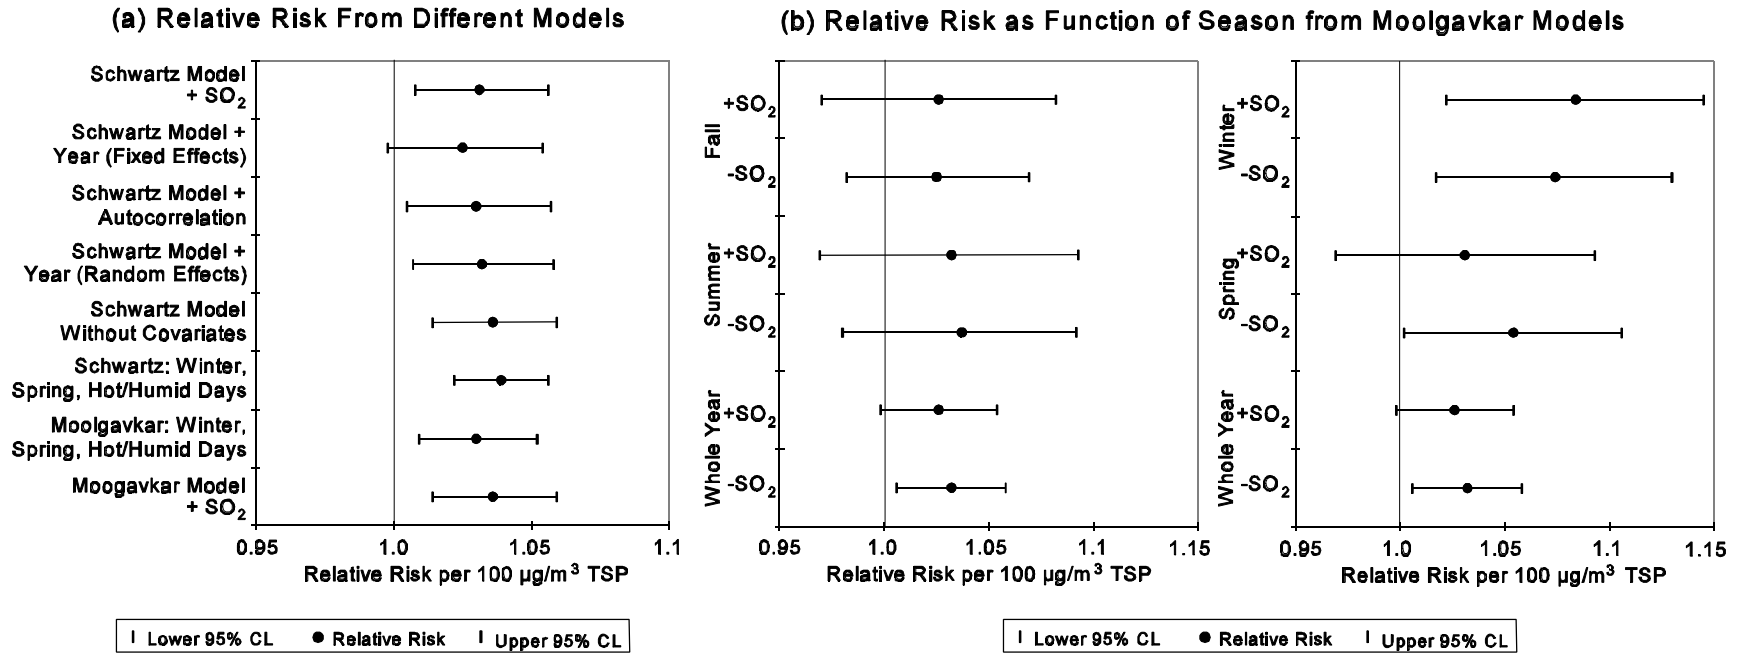 (a) Relative Risk From Different Models
Schwartz Model
+ SO2
Schwartz Model +
Year (Fixed Effects)
Schwartz Model +
Autocorrelation
Schwartz Model +
Year (Random Effects)
Schwartz Model
Without Covariates
Schwartz: Winter,
Spring, Hot/Humid Days
Moolgavkar: Winter,
Spring, Hot/Humid Days
Moogavkar Model
+ SO2
0.95 1.0 1.05 1.1
Relative Risk per 100 µg/m3 TSP
Lower 95% CL Relative Risk Upper 95% CL
(b) Relative Risk as Function of Season from Moolgavkar Models
Fall
+SO2
-SO2
Summer
+SO2
-SO2
Whole Year
+SO2
-SO2
0.95 1.0 1.05 1.1 1.15
Relative Risk per 100 µg/m3 TSP
Winter
+SO2
-SO2
Spring
+SO2
-SO2
Whole Year
+SO2
-SO2
0.95 1.0 1.05 1.1 1.15
Relative Risk per 100 µg/m3 TSP
Lower 95% CL Relative Risk Upper 95% CL